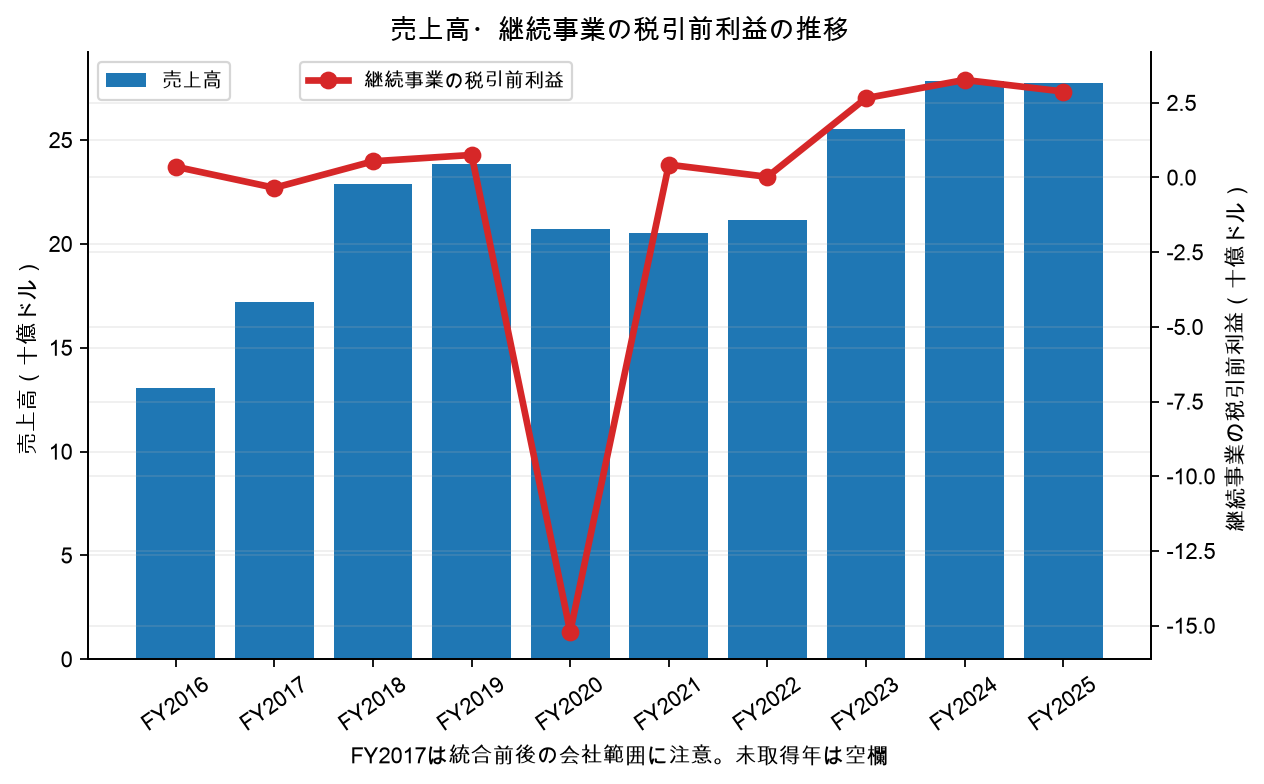 売上高・継続事業の税引前利益の推移
売上高
継続事業の税引前利益
25
20
15
10
5
0
売上高（十億ドル）
2.5
0.0
-2.5
-5.0
-7.5
-10.0
-12.5
-15.0
継続事業の税引前利益（十億ドル）
FY2016
FY2017
FY2018
FY2019
FY2020
FY2021
FY2022
FY2023
FY2024
FY2025
FY2017は統合前後の会社範囲に注意。未取得年は空欄